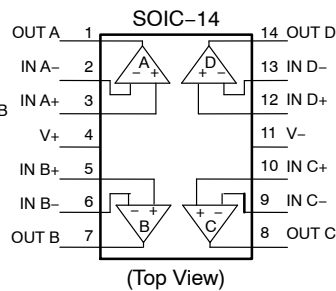 SOIC−14
OUT A 1 14 OUT D
IN A− 2 A D 13 IN D−
− + + −
B IN A+ 3 12 IN D+
V+ 4 11 V−
IN B+ 5 10 IN C+
− + + −
IN B− 6 B C 9 IN C−
OUT B 7 8 OUT C
(Top View)